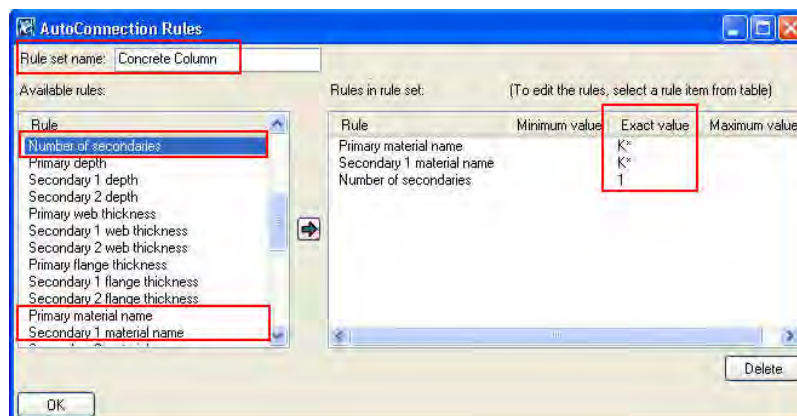 AutoConnection Rules
Rule set name: Concrete Column
Available rules:
Rule
Number of secondaries
Primary depth
Secondary 1 depth
Secondary 2 depth
Primary web thickness
Secondary 1 web thickness
Secondary 2 web thickness
Primary flange thickness
Secondary 1 flange thickness
Secondary 2 flange thickness
Primary material name
Secondary 1 material name
Rules in rule set: (To edit the rules, select a rule item from table)
Rule Minimum value Exact value Maximum value
Primary material name K*
Secondary 1 material name K*
Number of secondaries 1
Delete
OK